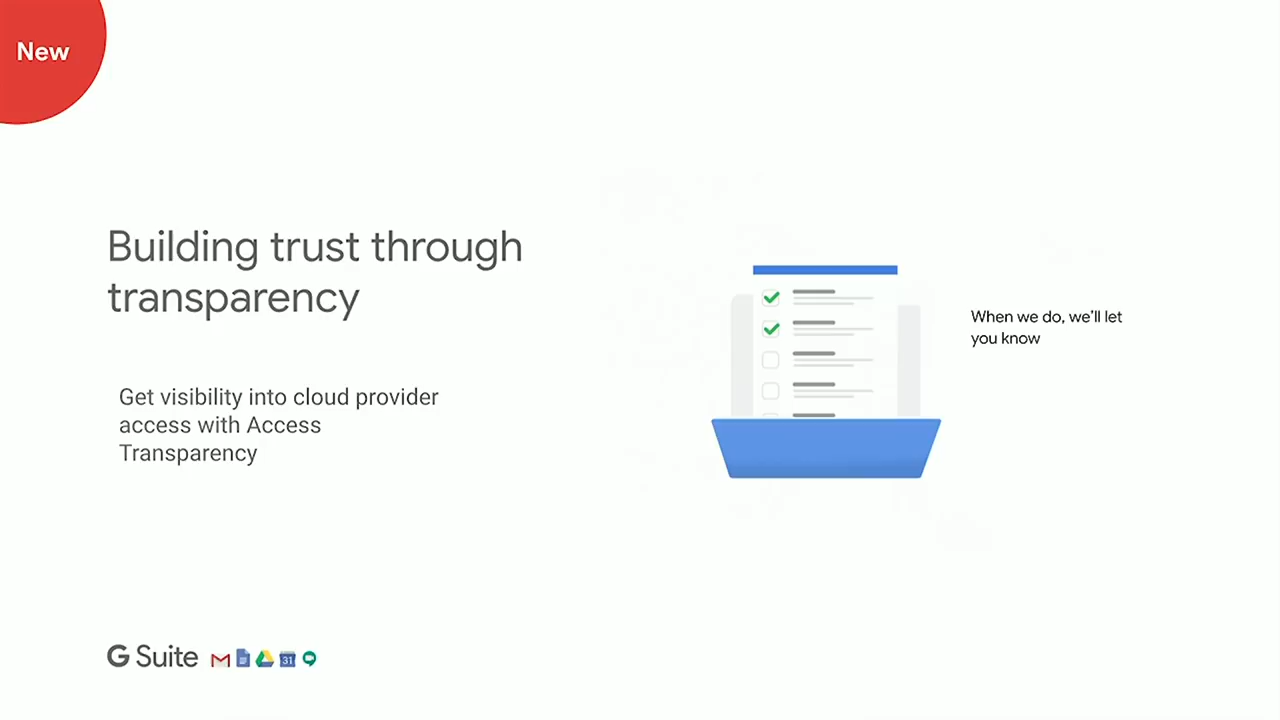 New
Building trust through
transparency
Get visibility into cloud provider
access with Access
Transparency
When we do, we'll let
you know
G Suite
31